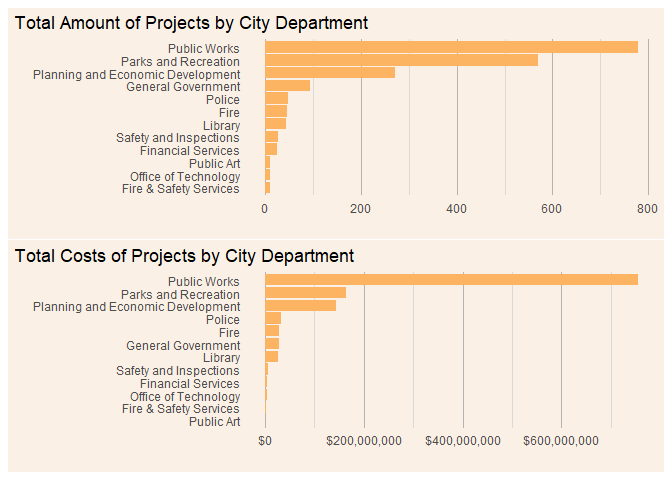 Total Amount of Projects by City Department
Public Works
Parks and Recreation
Planning and Economic Development
General Government
Police
Fire
Library
Safety and Inspections
Financial Services
Public Art
Office of Technology
Fire & Safety Services
0 200 400 600 800
Total Costs of Projects by City Department
Public Works
Parks and Recreation
Planning and Economic Development
Police
Fire
General Government
Library
Safety and Inspections
Financial Services
Office of Technology
Fire & Safety Services
Public Art
$0 $200,000,000 $400,000,000 $600,000,000